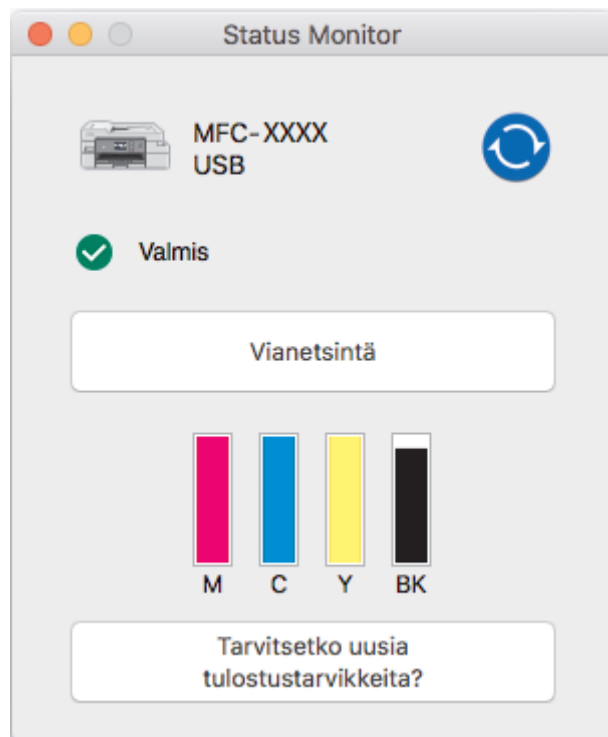 Status Monitor
MFC-XXXX
USB
Valmis
Vianetsintä
M C Y BK
Tarvitsetko uusia
tulostustarvikkeita?